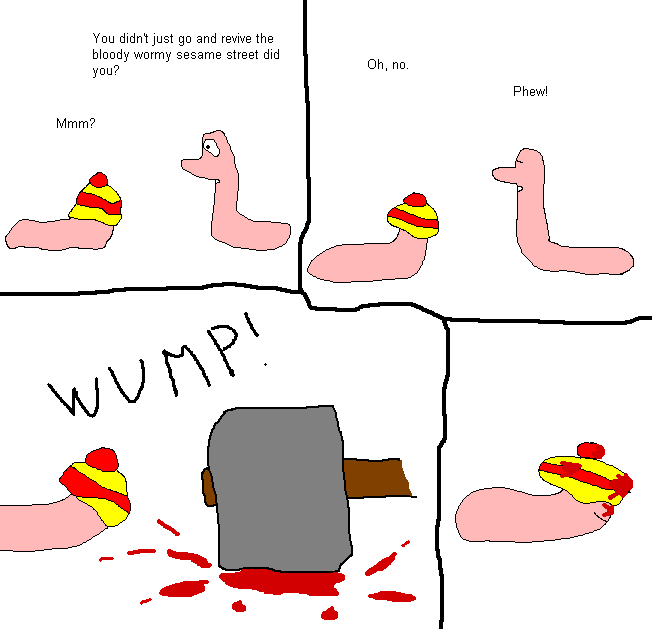 You didn't just go and revive the
bloody wormy sesame street did
you?
Mmm?
Oh, no.
Phew!
WUMP!